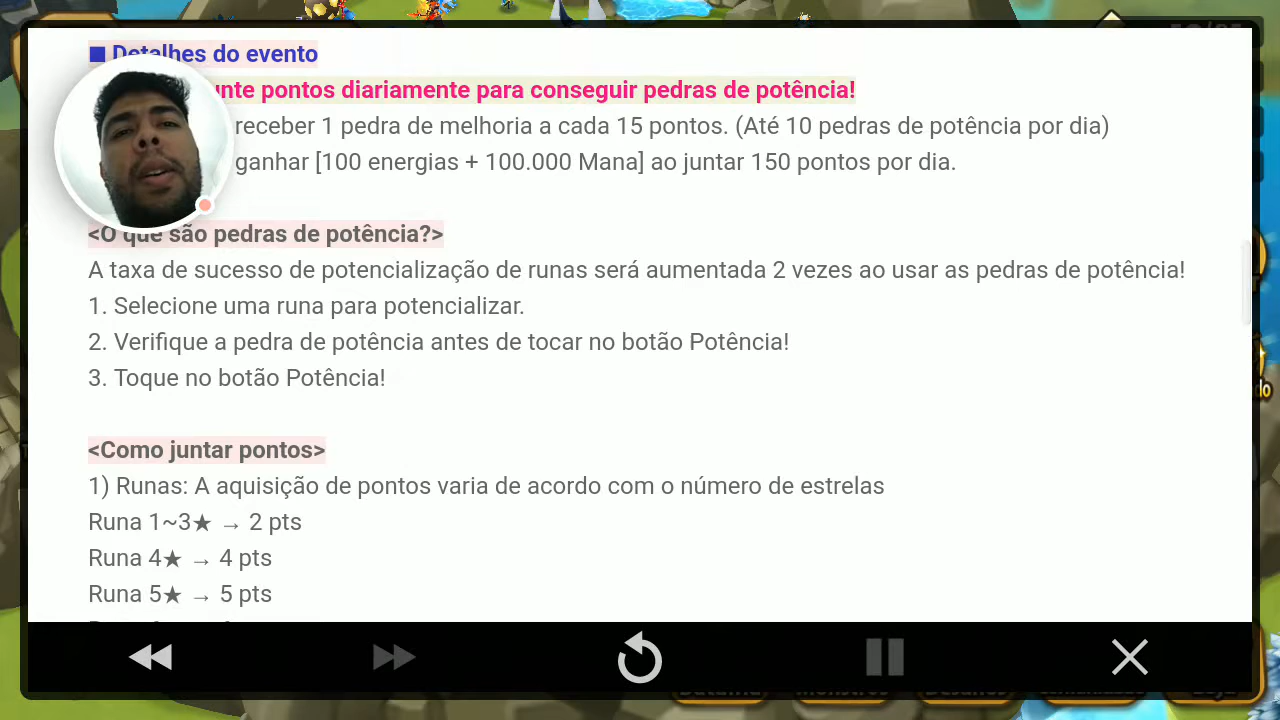 ■ Detalhes do evento
pontos diariamente para conseguir pedras de potência!
receber 1 pedra de melhoria a cada 15 pontos. (Até 10 pedras de potência por dia)
ganhar [100 energias + 100.000 Mana] ao juntar 150 pontos por dia.
<O que são pedras de potência?>
A taxa de sucesso de potencialização de runas será aumentada 2 vezes ao usar as pedras de potência!
1. Selecione uma runa para potencializar.
2. Verifique a pedra de potência antes de tocar no botão Potência!
3. Toque no botão Potência!
<Como juntar pontos>
1) Runas: A aquisição de pontos varia de acordo com o número de estrelas
Runa 1~3★ → 2 pts
Runa 4★ → 4 pts
Runa 5★ → 5 pts